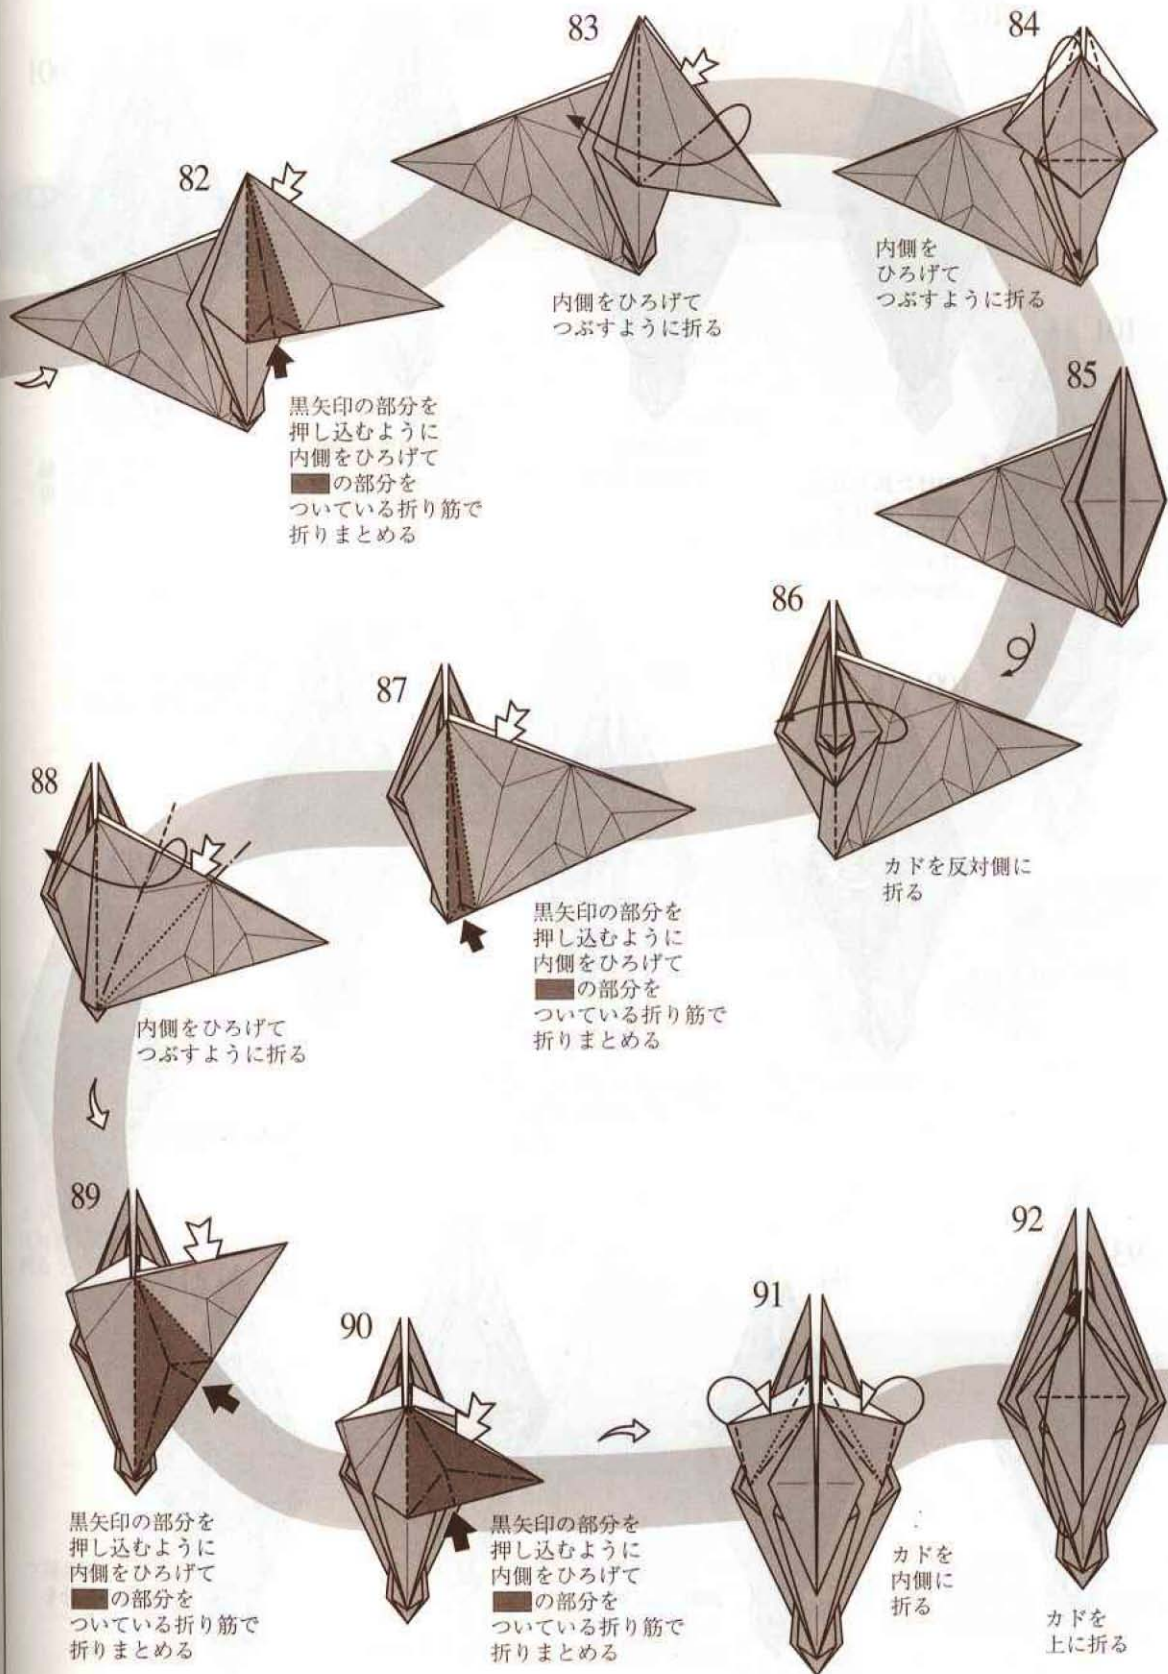 82
黒矢印の部分を
押し込むように
内側をひろげて
の部分を
ついている折り筋で
折りまとめる
83
内側をひろげて
つぶすように折る
84
内側を
ひろげて
つぶすように折る
85
86
カドを反対側に
折る
87
黒矢印の部分を
押し込むように
内側をひろげて
の部分を
ついている折り筋で
折りまとめる
88
内側をひろげて
つぶすように折る
89
黒矢印の部分を
押し込むように
内側をひろげて
の部分を
ついている折り筋で
折りまとめる
90
黒矢印の部分を
押し込むように
内側をひろげて
の部分を
ついている折り筋で
折りまとめる
91
カドを
内側に
折る
92
カドを
上に折る